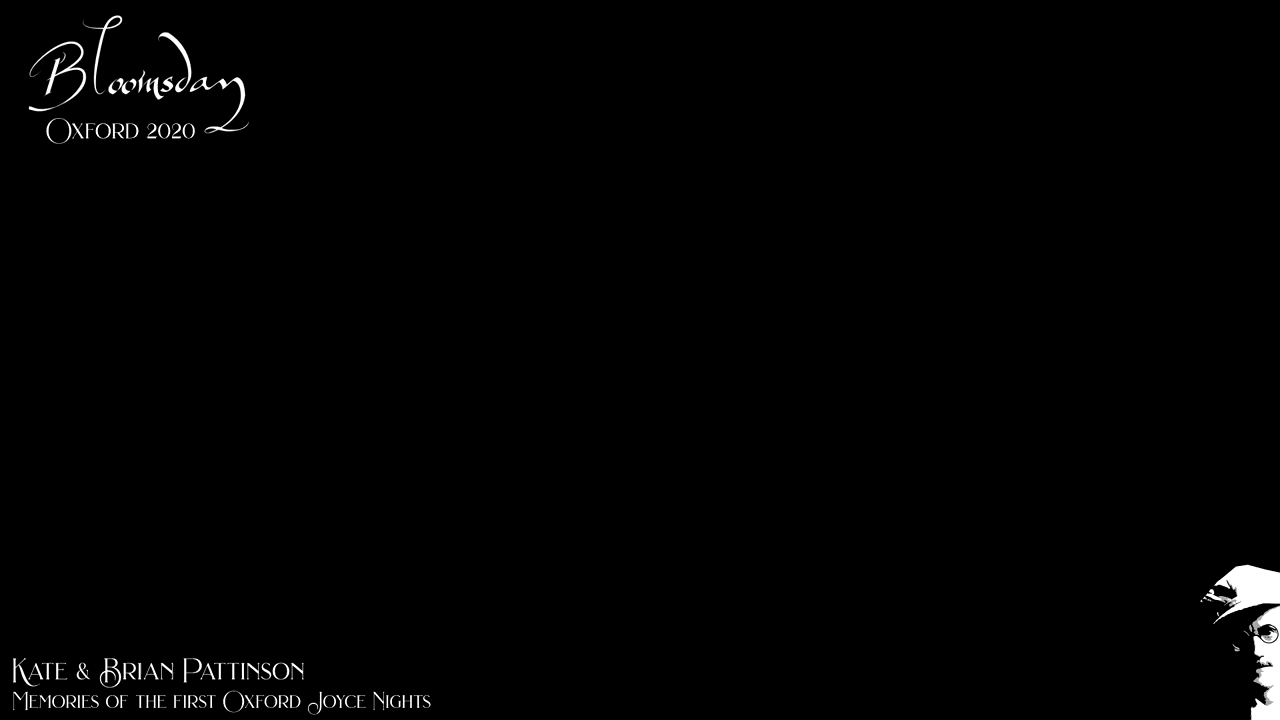 Bloomsday
Oxford 2020
Kate & Brian Pattinson
Memories of the first Oxford Joyce Nights